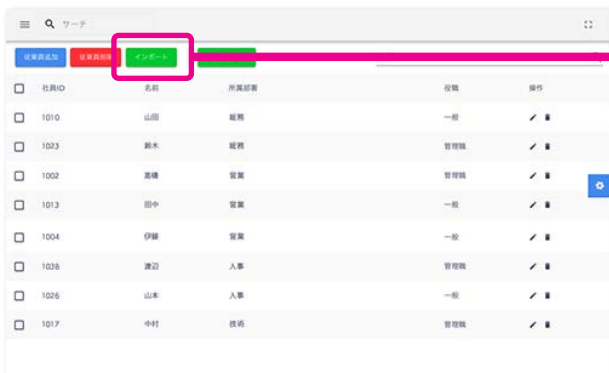 サーチ
従業員追加 従業員削除 インポート
社員ID 名前 所属部署 役職 操作
1010 山田 総務 一般
1023 鈴木 総務 管理職
1002 高磯 営業 管理職
1013 田中 営業 一般
1004 伊藤 営業 一般
1038 渡辺 人事 管理職
1026 山本 人事 一般
1017 中村 技術 管理職